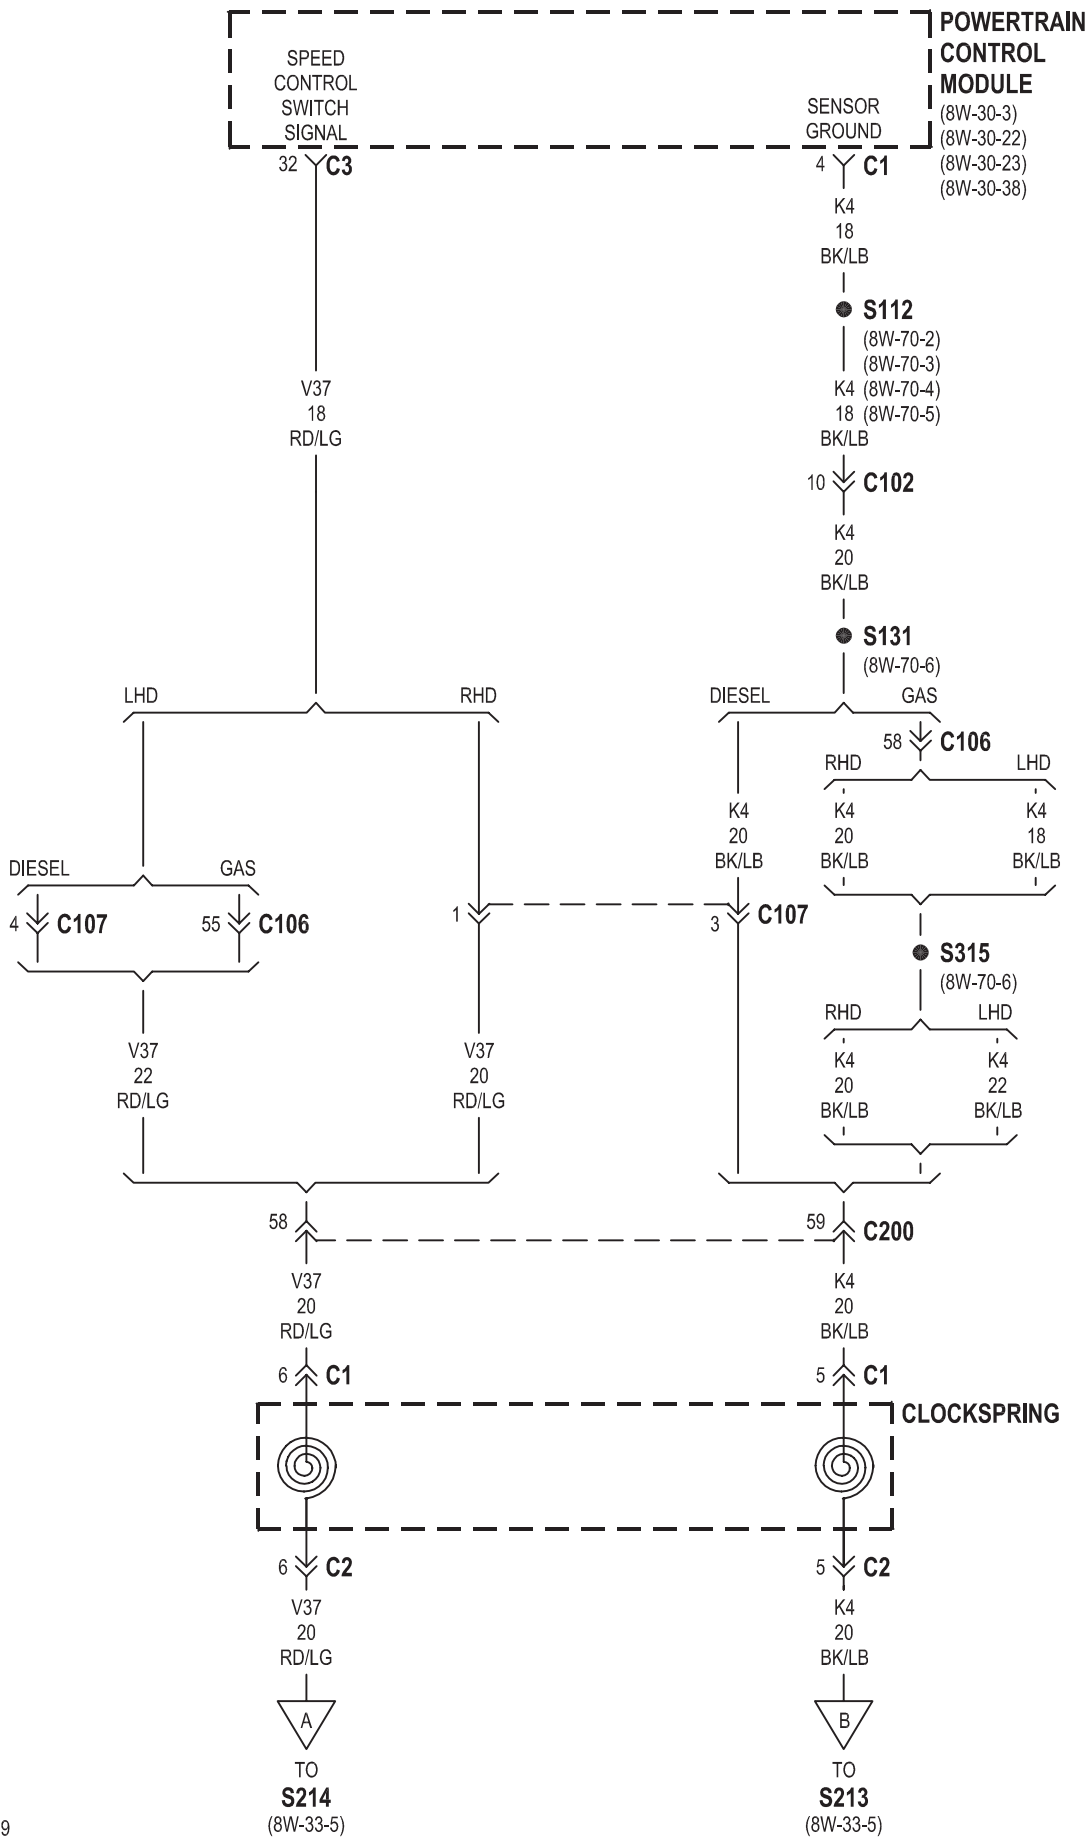 POWERTRAIN
CONTROL
MODULE
(8W-30-3)
(8W-30-22)
(8W-30-23)
(8W-30-38)
SPEED
CONTROL
SWITCH
SIGNAL
SENSOR
GROUND
32 C3
4 C1
K4
18
BK/LB
S112
(8W-70-2)
(8W-70-3)
(8W-70-4)
(8W-70-5)
V37
18
RD/LG
K4
18
BK/LB
10 C102
K4
20
BK/LB
S131
(8W-70-6)
LHD RHD
DIESEL GAS
58 C106
RHD LHD
K4
20
BK/LB
K4
20
BK/LB
K4
18
BK/LB
DIESEL GAS
4 C107
55 C106
1
3 C107
S315
(8W-70-6)
RHD LHD
V37
22
RD/LG
V37
20
RD/LG
K4
20
BK/LB
K4
22
BK/LB
58
59 C200
V37
20
RD/LG
K4
20
BK/LB
6 C1
5 C1
CLOCKSPRING
6 C2
5 C2
V37
20
RD/LG
K4
20
BK/LB
A
B
TO
S214
(8W-33-5)
TO
S213
(8W-33-5)
9